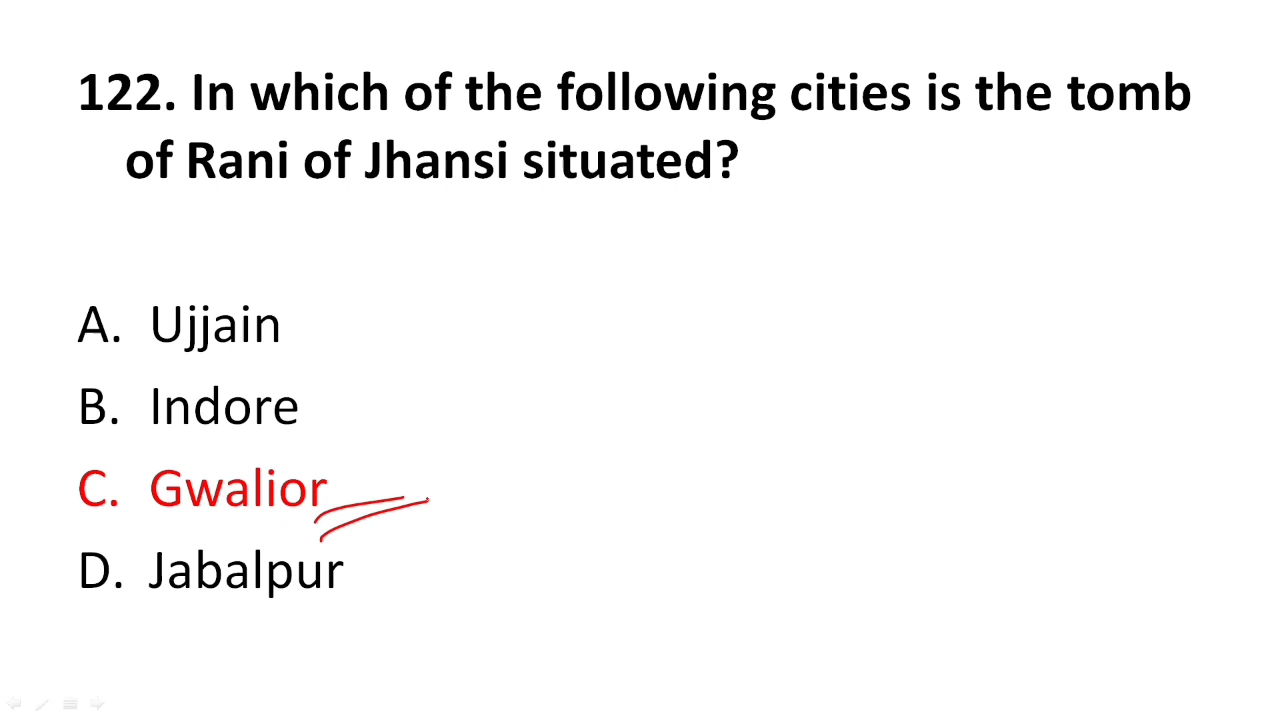 122. In which of the following cities is the tomb
of Rani of Jhansi situated?
A. Ujjain
B. Indore
C. Gwalior
D. Jabalpur